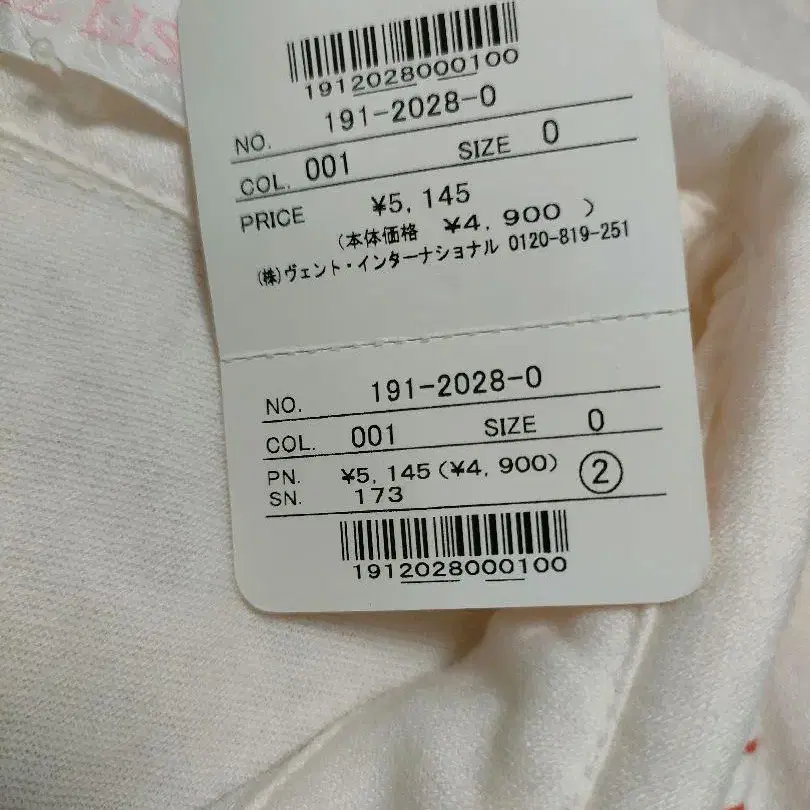 LIS
1912028000100
NO. 191-2028-0
COL. 001 SIZE 0
PRICE ¥5,145
(本体価格 ¥4,900 )
(株)ヴェント・インターナショナル 0120-819-251
NO. 191-2028-0
COL. 001 SIZE 0
PN. ¥5,145(¥4,900) ②
SN. 173
1912028000100